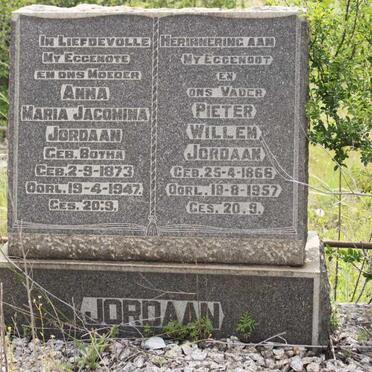 In Liefdevolle
My Eggenote
en ons Moeder
Anna
Maria Jacomina
Jordaan
Geb. Botha
Geb. 2-9-1873
Oorl. 19-4-1947.
Ges. 20:9.
Herinnering aan
My Eggenoot
en
ons Vader
Pieter
Willem
Jordaan
Geb. 25-4-1866
Oorl. 18-8-1957
Ges. 20.9.
JORDAAN